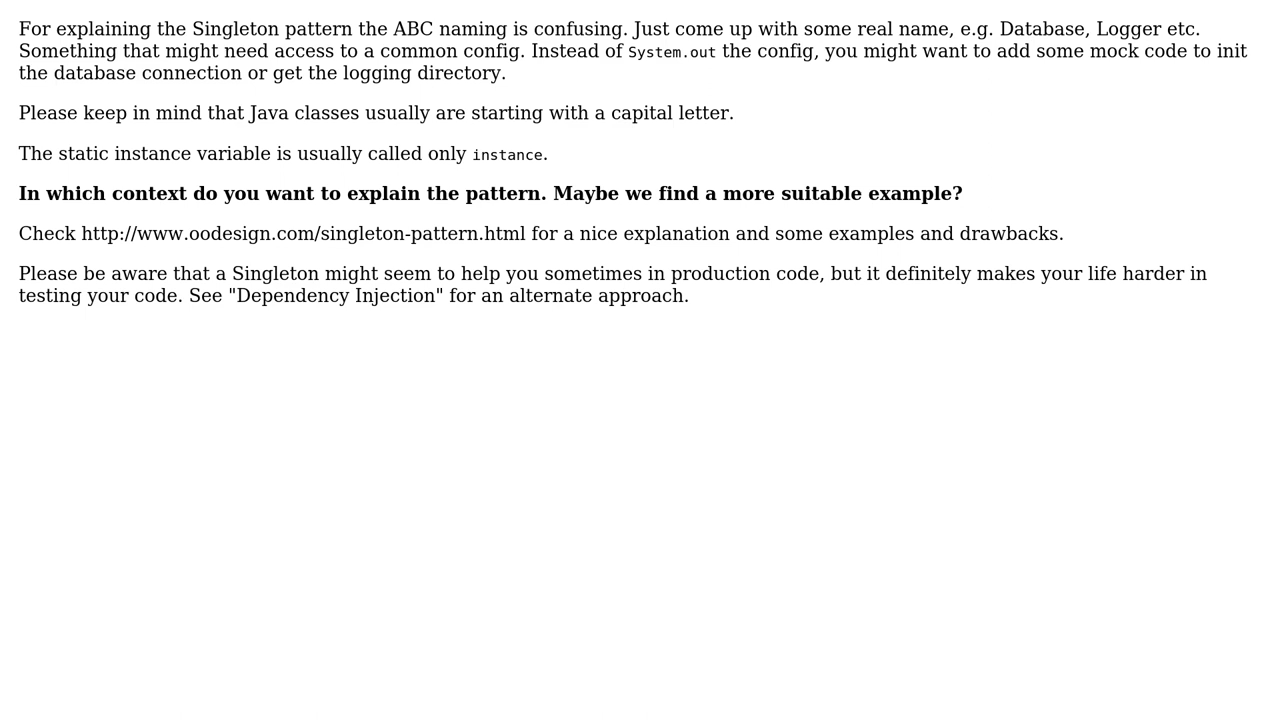 For explaining the Singleton pattern the ABC naming is confusing. Just come up with some real name, e.g. Database, Logger etc.
Something that might need access to a common config. Instead of System.out the config, you might want to add some mock code to init
the database connection or get the logging directory.
Please keep in mind that Java classes usually are starting with a capital letter.
The static instance variable is usually called only instance.
In which context do you want to explain the pattern. Maybe we find a more suitable example?
Check http://www.oodesign.com/singleton-pattern.html for a nice explanation and some examples and drawbacks.
Please be aware that a Singleton might seem to help you sometimes in production code, but it definitely makes your life harder in
testing your code. See "Dependency Injection" for an alternate approach.